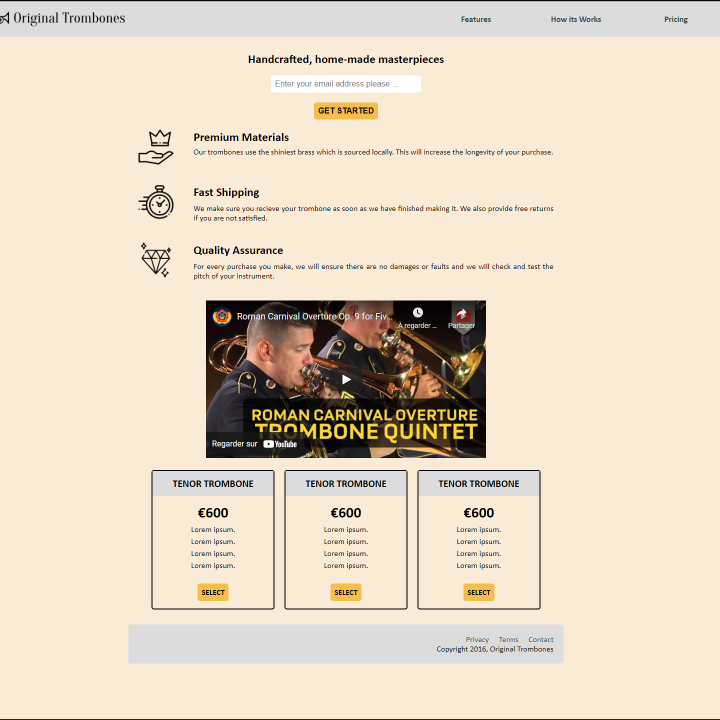 Original Trombones
Features
How its Works
Pricing
Handcrafted, home-made masterpieces
Enter your email address please ...
GET STARTED
Premium Materials
Our trombones use the shiniest brass which is sourced locally. This will increase the longevity of your purchase.
Fast Shipping
We make sure you recieve your trombone as soon as we have finished making it. We also provide free returns
if you are not satisfied.
Quality Assurance
For every purchase you make, we will ensure there are no damages or faults and we will check and test the
pitch of your instrument.
Roman Carnival Overture Op. 9 for Fiv...
A regarder ...
Partager
ROMAN CARNIVAL OVERTURE
TROMBONE QUINTET
Regarder sur YouTube
TENOR TROMBONE
€600
Lorem ipsum.
Lorem ipsum.
Lorem ipsum.
Lorem ipsum.
SELECT
TENOR TROMBONE
€600
Lorem ipsum.
Lorem ipsum.
Lorem ipsum.
Lorem ipsum.
SELECT
TENOR TROMBONE
€600
Lorem ipsum.
Lorem ipsum.
Lorem ipsum.
Lorem ipsum.
SELECT
Privacy Terms Contact
Copyright 2016, Original Trombones